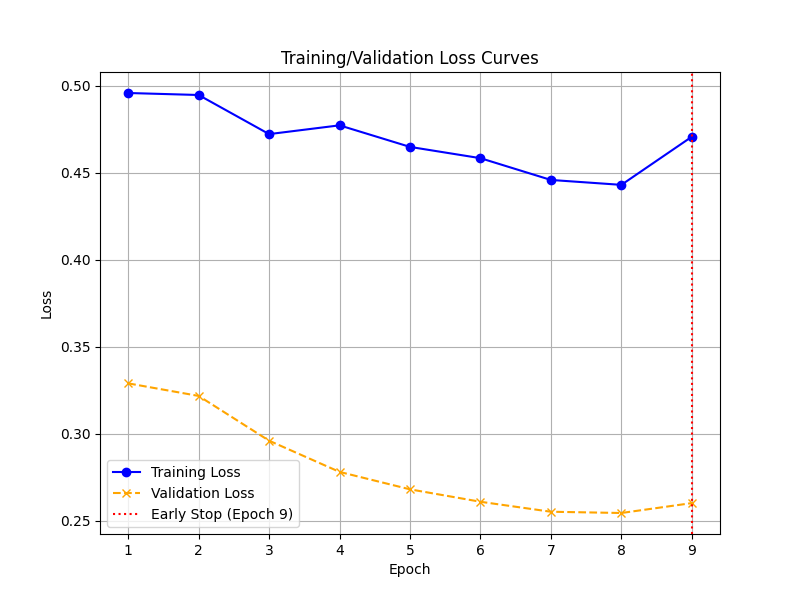 Training/Validation Loss Curves
0.50
0.45
0.40
0.35
0.30
0.25
Loss
Training Loss
Validation Loss
Early Stop (Epoch 9)
1 2 3 4 5 6 7 8 9
Epoch